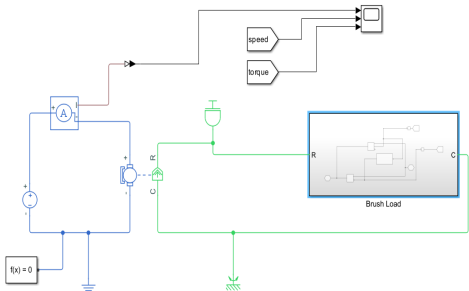 speed
torque
I
+
A
-
+
R
+
+
-
-
-
C
R
C
Brush Load
f(x) = 0